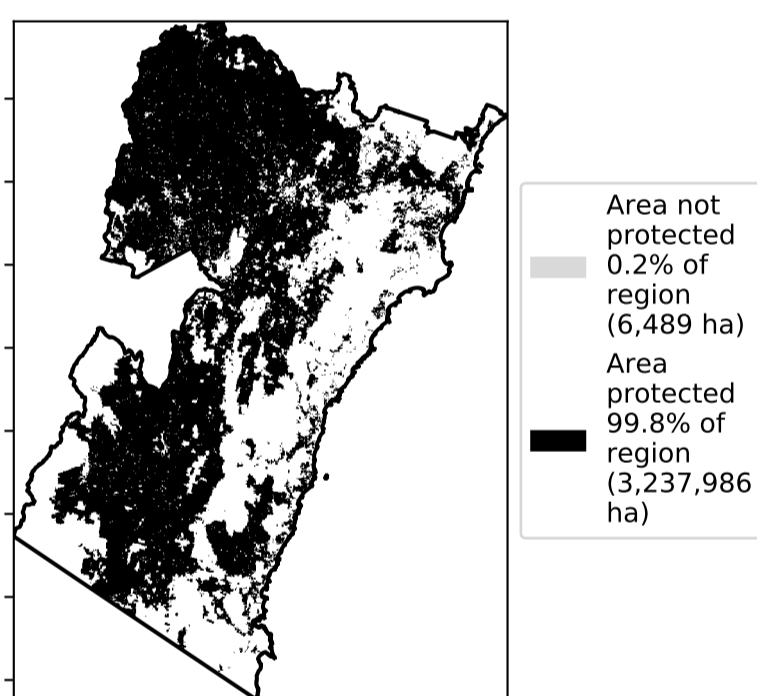 Area not
protected
0.2% of
region
(6,489 ha)
Area
protected
99.8% of
region
(3,237,986
ha)